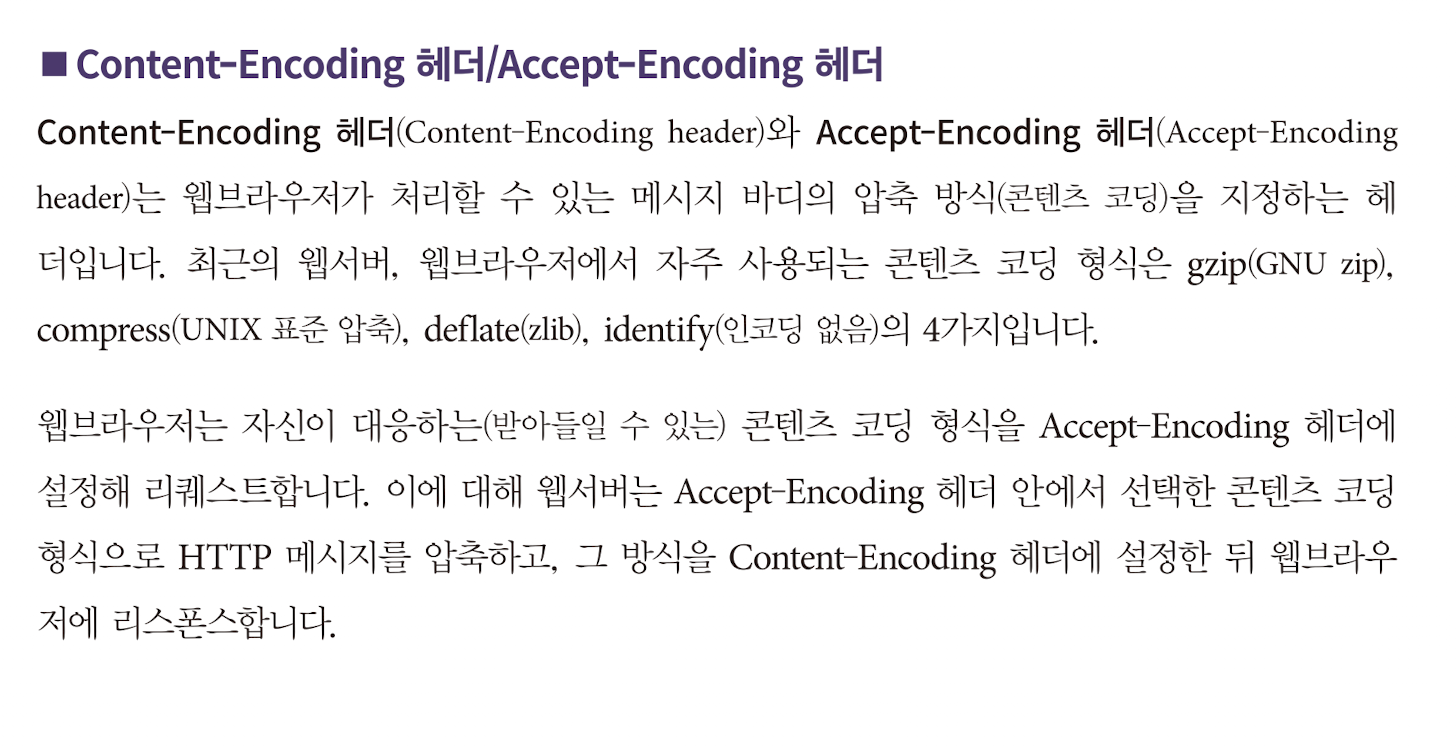 ■ Content-Encoding 헤더/Accept-Encoding 헤더
Content-Encoding 헤더(Content-Encoding header)와 Accept-Encoding 헤더(Accept-Encoding
header)는 웹브라우저가 처리할 수 있는 메시지 바디의 압축 방식(콘텐츠 코딩)을 지정하는 헤
더입니다. 최근의 웹서버, 웹브라우저에서 자주 사용되는 콘텐츠 코딩 형식은 gzip(GNU zip),
compress(UNIX 표준 압축), deflate(zlib), identify(인코딩 없음)의 4가지입니다.
웹브라우저는 자신이 대응하는(받아들일 수 있는) 콘텐츠 코딩 형식을 Accept-Encoding 헤더에
설정해 리퀘스트합니다. 이에 대해 웹서버는 Accept-Encoding 헤더 안에서 선택한 콘텐츠 코딩
형식으로 HTTP 메시지를 압축하고, 그 방식을 Content-Encoding 헤더에 설정한 뒤 웹브라우
저에 리스폰스합니다.